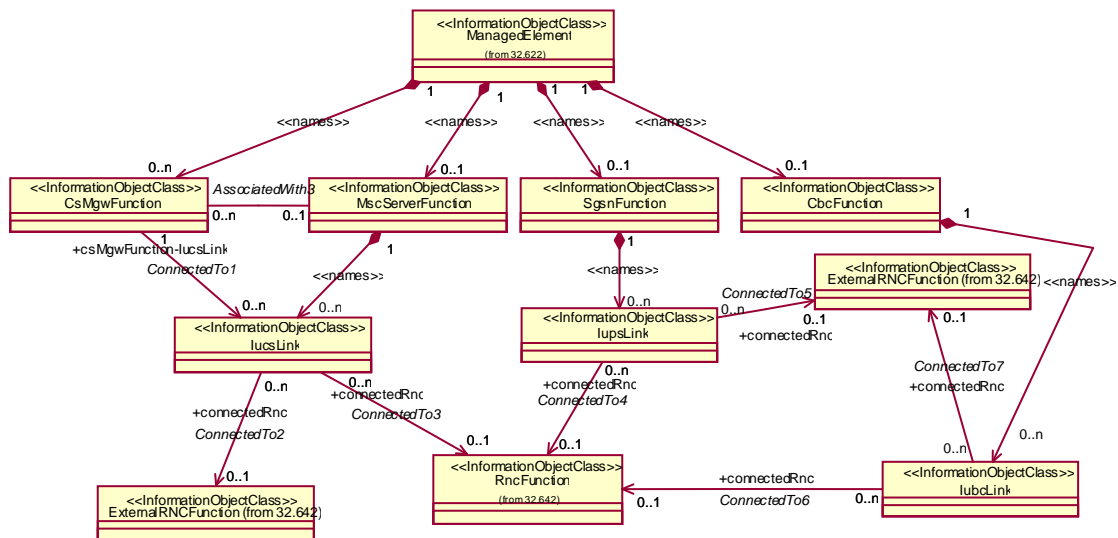 <<InformationObjectClass>>
ManagedElement
(from 32.622)
1
1
1
1
<<names>>
<<names>>
<<names>>
<<names>>
0..n
0..1
0..1
0..1
<<InformationObjectClass>>
CsMgwFunction
AssociatedWith3
0..n
0..1
<<InformationObjectClass>>
MscServerFunction
<<InformationObjectClass>>
SgsnFunction
<<InformationObjectClass>>
CbcFunction
1
1
1
1
+csMgwFunction-IucsLink
ConnectedTo1
<<names>>
<<names>>
<<names>>
0..n
0..n
0..n
<<InformationObjectClass>>
ExternalRNCFunction (from 32.642)
ConnectedTo5
0..n
0..1
+connectedRnc
0..1
<<InformationObjectClass>>
IucsLink
<<InformationObjectClass>>
IupsLink
ConnectedTo7
+connectedRnc
0..n
+connectedRnc
ConnectedTo2
0..n
+connectedRnc
ConnectedTo3
0..n
+connectedRnc
ConnectedTo4
0..n
0..n
0..1
0..1
0..1
<<InformationObjectClass>>
ExternalRNCFunction (from 32.642)
<<InformationObjectClass>>
RncFunction
(from 32.642)
+connectedRnc
0..1
ConnectedTo6
0..n
<<InformationObjectClass>>
IubcLink